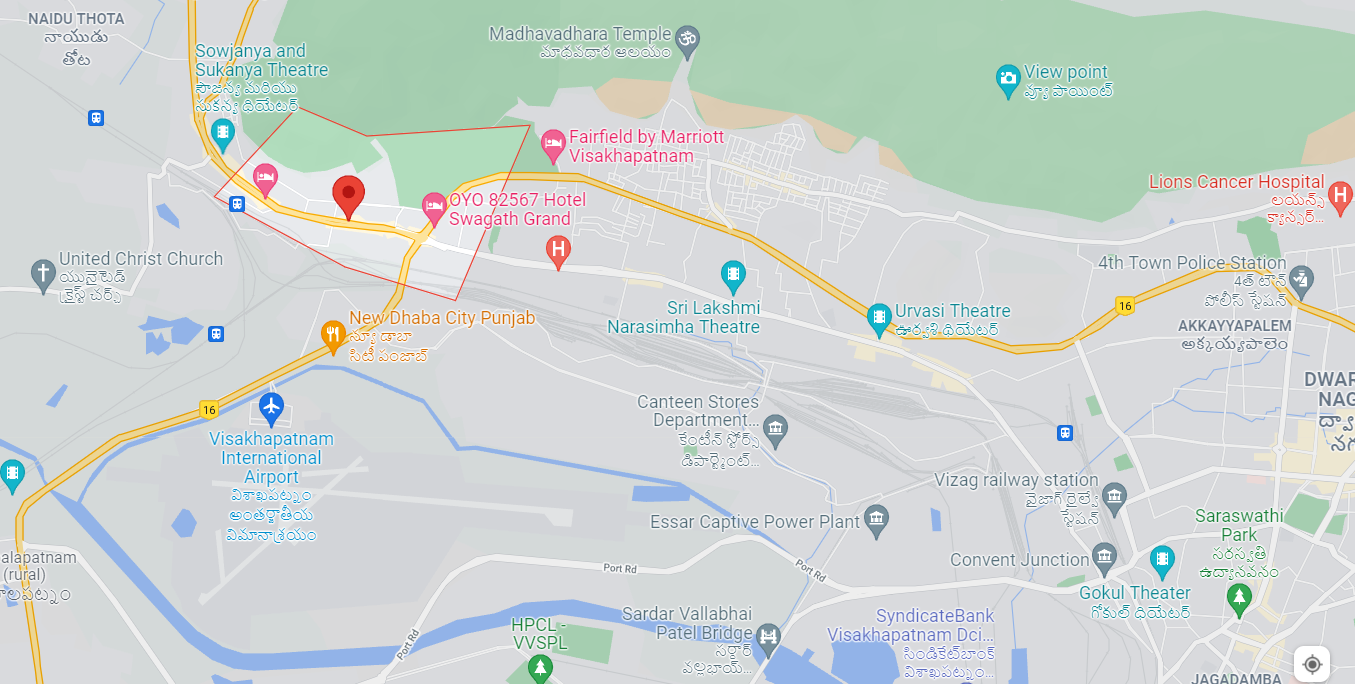 NAIDU THOTA
నాయుడు
తోట
Sowjanya and
Sukanya Theatre
సౌజన్య మరియు
సుకన్య థియేటర్
Madhavadhara Temple
మాధవధార ఆలయం
View point
వ్యూ పాయింట్
Fairfield by Marriott
Visakhapatnam
OYO 82567 Hotel
Swagath Grand
Lions Cancer Hospital
లయన్స్
క్యాన్సర్...
United Christ Church
యునైటెడ్
క్రైస్ట్ చర్చ్
4th Town Police Station
4త్ టౌన్
పోలీస్ స్టేషన్
New Dhaba City Punjab
న్యూ డాబా
సిటీ పంజాబ్
Sri Lakshmi
Narasimha Theatre
Urvasi Theatre
ఊర్వశి థియేటర్
16
AKKAYYAPALEM
అక్కయ్యపాలెం
DWAR
NAG
ద్వా
నగ
16
Visakhapatnam
International
Airport
విశాఖపట్నం
అంతర్జాతీయ
విమానాశ్రయం
Canteen Stores
Department...
కేంటీన్ స్టోర్స్
డిపార్ట్మెంట్...
Vizag railway station
వైజాగ్ రైల్వే
స్టేషన్
Essar Captive Power Plant
Saraswathi
Park
సరస్వతి
ఉద్యానవనం
alapatnam
(rural)
Convent Junction
Port Rd
Port Rd
Port Rd
Gokul Theater
గోకుల్ థియేటర్
HPCL -
VVSPL
Sardar Vallabhai
Patel Bridge
సర్దార్
వల్లబాయ్...
SyndicateBank
Visakhapatnam Dci...
సిండికేట్‌బాంక్
విశాఖపట్నం...
JAGADAMBA